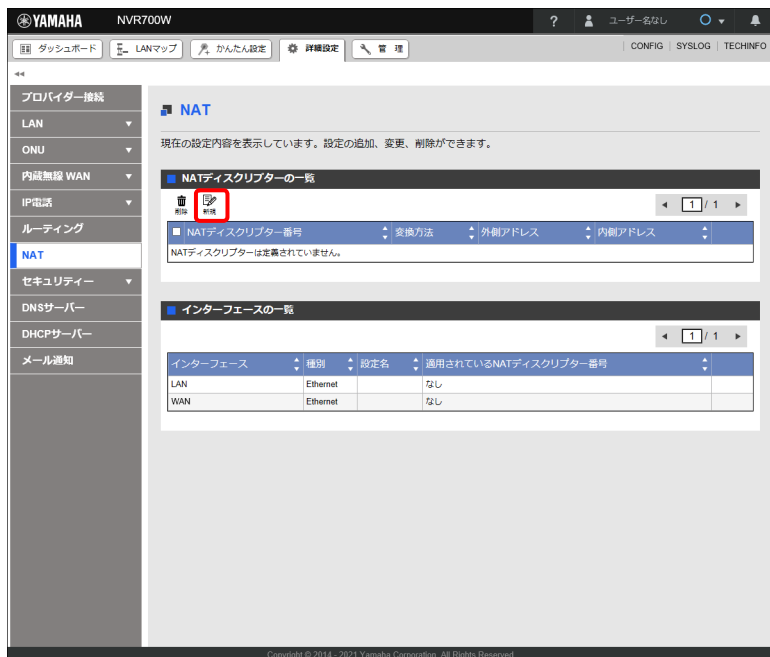 YAMAHA NVR700W ? ユーザー名なし
ダッシュボード LANマップ かんたん設定 詳細設定 管理 CONFIG SYSLOG TECHINFO
プロバイダー接続
LAN
ONU
内蔵無線 WAN
IP電話
ルーティング
NAT
セキュリティー
DNSサーバー
DHCPサーバー
メール通知
NAT
現在の設定内容を表示しています。設定の追加、変更、削除ができます。
NATディスクリプターの一覧
削除 新規 1 / 1
NATディスクリプター番号 変換方法 外側アドレス 内側アドレス
NATディスクリプターは定義されていません。
インターフェースの一覧
1 / 1
インターフェース 種別 設定名 適用されているNATディスクリプター番号
LAN Ethernet なし
WAN Ethernet なし
Copyright © 2014 - 2021 Yamaha Corporation. All Rights Reserved.